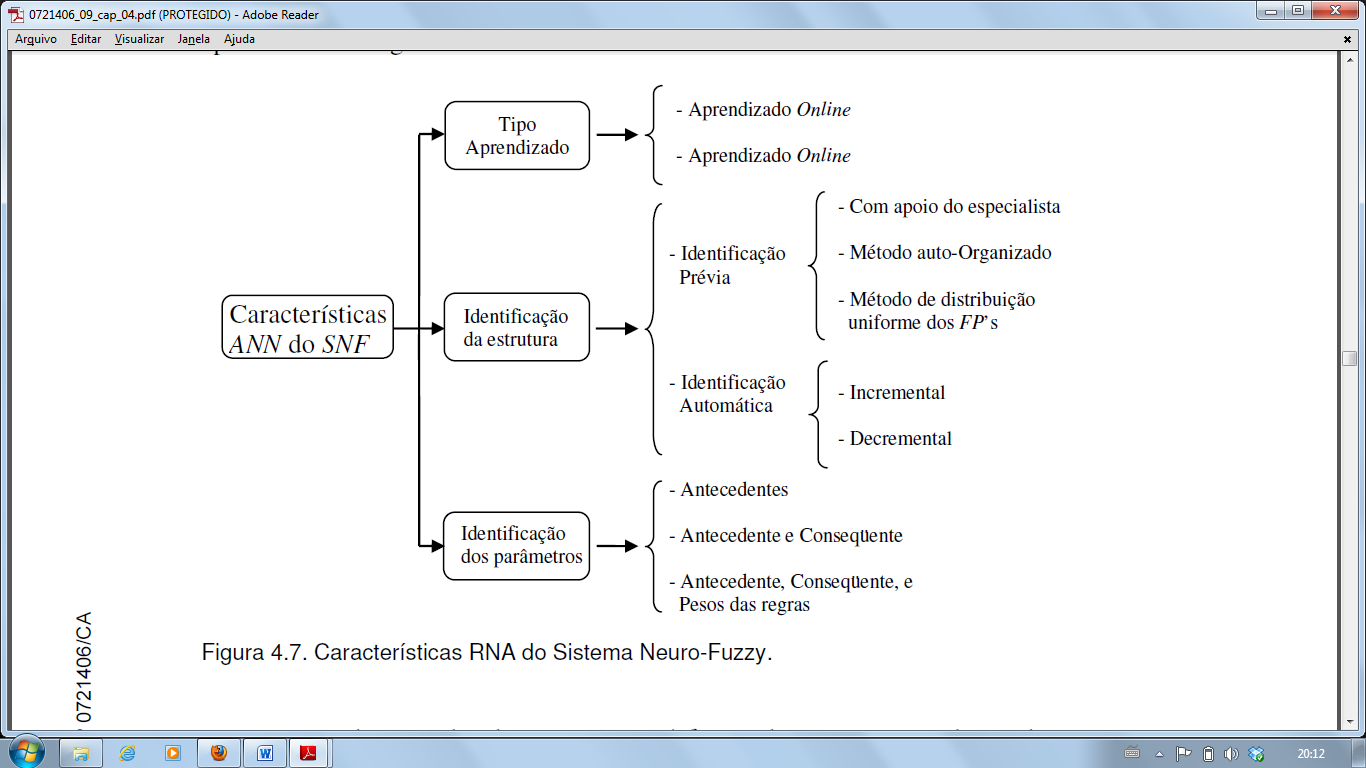 0721406_09_cap_04.pdf (PROTEGIDO) - Adobe Reader
Arquivo Editar Visualizar Janela Ajuda
Tipo
Aprendizado
- Aprendizado Online
- Aprendizado Online
Características
ANN do SNF
Identificação
da estrutura
- Identificação
Prévia
- Com apoio do especialista
- Método auto-Organizado
- Método de distribuição
uniforme dos FP's
- Identificação
Automática
- Incremental
- Decremental
Identificação
dos parâmetros
- Antecedentes
- Antecedente e Conseqüente
- Antecedente, Conseqüente, e
Pesos das regras
Figura 4.7. Características RNA do Sistema Neuro-Fuzzy.
0721406/CA
20:12